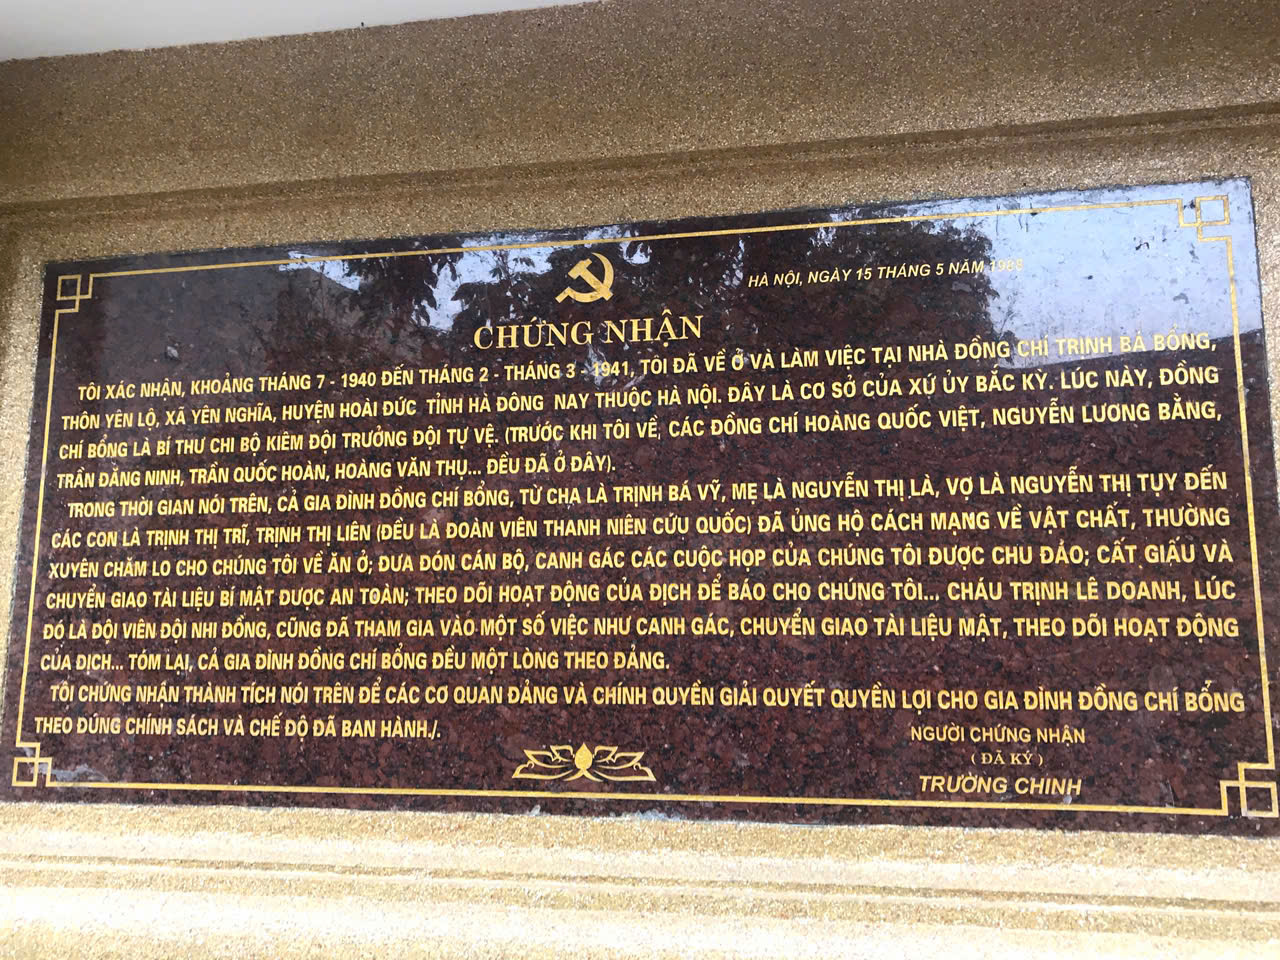 HÀ NỘI, NGÀY 15 THÁNG 5 NĂM 1988
CHỨNG NHẬN
TÔI XÁC NHẬN, KHOẢNG THÁNG 7 - 1940 ĐẾN THÁNG 2 - THÁNG 3 - 1941, TÔI ĐÃ VỀ Ở VÀ LÀM VIỆC TẠI NHÀ ĐỒNG CHÍ TRỊNH BÁ BỔNG,
THÔN YÊN LỘ, XÃ YÊN NGHĨA, HUYỆN HOÀI ĐỨC TỈNH HÀ ĐÔNG NAY THUỘC HÀ NỘI. ĐÂY LÀ CƠ SỞ CỦA XỨ ỦY BẮC KỲ. LÚC NÀY, ĐỒNG
CHÍ BỔNG LÀ BÍ THƯ CHI BỘ KIÊM ĐỘI TRƯỞNG ĐỘI TỰ VỆ. (TRƯỚC KHI TÔI VỀ, CÁC ĐỒNG CHÍ HOÀNG QUỐC VIỆT, NGUYỄN LƯƠNG BẰNG,
TRẦN ĐĂNG NINH, TRẦN QUỐC HOÀN, HOÀNG VĂN THỤ... ĐỀU ĐÃ Ở ĐÂY).
TRONG THỜI GIAN NÓI TRÊN, CẢ GIA ĐÌNH ĐỒNG CHÍ BỔNG, TỪ CHA LÀ TRỊNH BÁ VỸ, MẸ LÀ NGUYỄN THỊ LÀ, VỢ LÀ NGUYỄN THỊ TỤY ĐẾN
CÁC CON LÀ TRỊNH THỊ TRĨ, TRỊNH THỊ LIÊN (ĐỀU LÀ ĐOÀN VIÊN THANH NIÊN CỨU QUỐC) ĐÃ ỦNG HỘ CÁCH MẠNG VỀ VẬT CHẤT, THƯỜNG
XUYÊN CHĂM LO CHO CHÚNG TÔI VỀ ĂN Ở; ĐƯA ĐÓN CÁN BỘ, CANH GÁC CÁC CUỘC HỌP CỦA CHÚNG TÔI ĐƯỢC CHU ĐÁO; CẤT GIẤU VÀ
CHUYỂN GIAO TÀI LIỆU BÍ MẬT ĐƯỢC AN TOÀN; THEO DÕI HOẠT ĐỘNG CỦA ĐỊCH ĐỂ BÁO CHO CHÚNG TÔI... CHÁU TRỊNH LÊ DOANH, LÚC
ĐÓ LÀ ĐỘI VIÊN ĐỘI NHI ĐỒNG, CŨNG ĐÃ THAM GIA VÀO MỘT SỐ VIỆC NHƯ CANH GÁC, CHUYỂN GIAO TÀI LIỆU MẬT, THEO DÕI HOẠT ĐỘNG
CỦA ĐỊCH... TÓM LẠI, CẢ GIA ĐÌNH ĐỒNG CHÍ BỔNG ĐỀU MỘT LÒNG THEO ĐẢNG.
TÔI CHỨNG NHẬN THÀNH TÍCH NÓI TRÊN ĐỂ CÁC CƠ QUAN ĐẢNG VÀ CHÍNH QUYỀN GIẢI QUYẾT QUYỀN LỢI CHO GIA ĐÌNH ĐỒNG CHÍ BỔNG
THEO ĐÚNG CHÍNH SÁCH VÀ CHẾ ĐỘ ĐÃ BAN HÀNH./.
NGƯỜI CHỨNG NHẬN
( ĐÃ KÝ )
TRƯỜNG CHINH